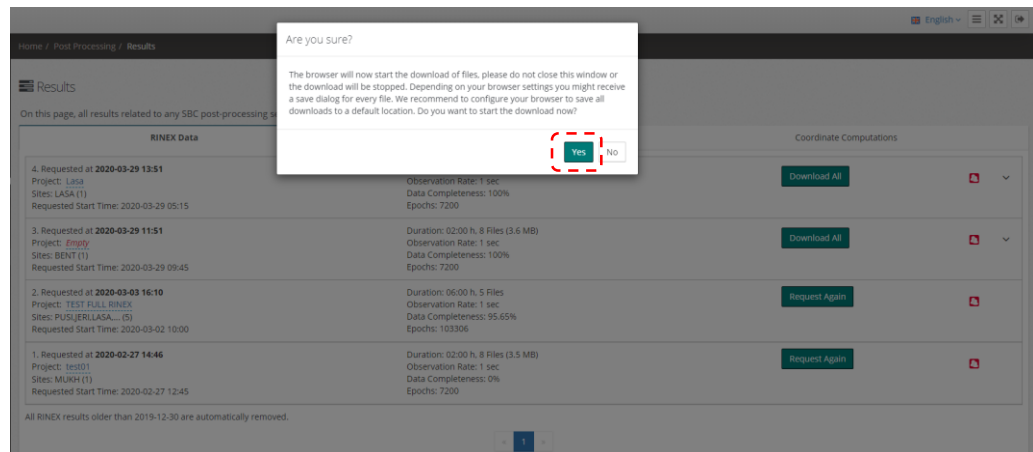 English
Home / Post Processing / Results
Are you sure?
The browser will now start the download of files, please do not close this window or
the download will be stopped. Depending on your browser settings you might receive
a save dialog for every file. We recommend to configure your browser to save all
downloads to a default location. Do you want to start the download now?
Yes No
Results
On this page, all results related to any SBC post-processing
RINEX Data
Coordinate Computations
4. Requested at 2020-03-29 13:51
Project: Lasa
Sites: LASA (1)
Requested Start Time: 2020-03-29 05:15
Observation Rate: 1 sec
Data Completeness: 100%
Epochs: 7200
Download All
3. Requested at 2020-03-29 11:51
Project: Empty
Sites: BENT (1)
Requested Start Time: 2020-03-29 09:45
Duration: 02:00 h, 8 Files (3.6 MB)
Observation Rate: 1 sec
Data Completeness: 100%
Epochs: 7200
Download All
2. Requested at 2020-03-03 16:10
Project: TEST FULL RINEX
Sites: PUSI,JERI,LASA,... (5)
Requested Start Time: 2020-03-02 10:00
Duration: 06:00 h, 5 Files
Observation Rate: 1 sec
Data Completeness: 95.65%
Epochs: 103306
Request Again
1. Requested at 2020-02-27 14:46
Project: test01
Sites: MUKH (1)
Requested Start Time: 2020-02-27 12:45
Duration: 02:00 h, 8 Files (3.5 MB)
Observation Rate: 1 sec
Data Completeness: 0%
Epochs: 7200
Request Again
All RINEX results older than 2019-12-30 are automatically removed.
« 1 »